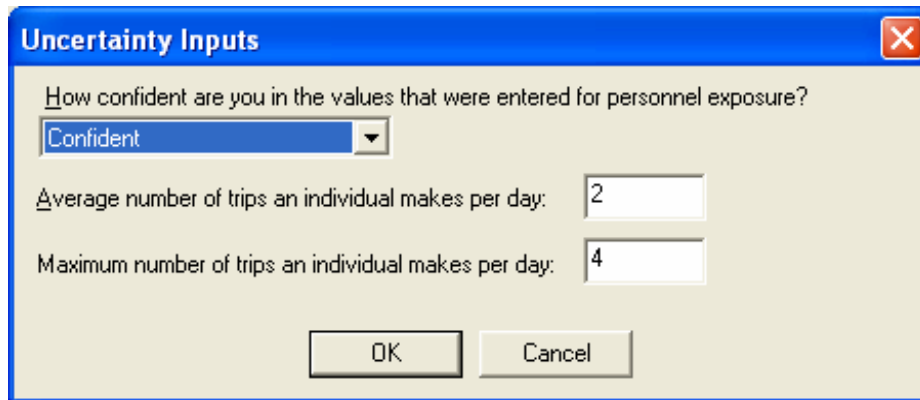 Uncertainty Inputs
How confident are you in the values that were entered for personnel exposure?
Confident
Average number of trips an individual makes per day: 2
Maximum number of trips an individual makes per day: 4
OK Cancel